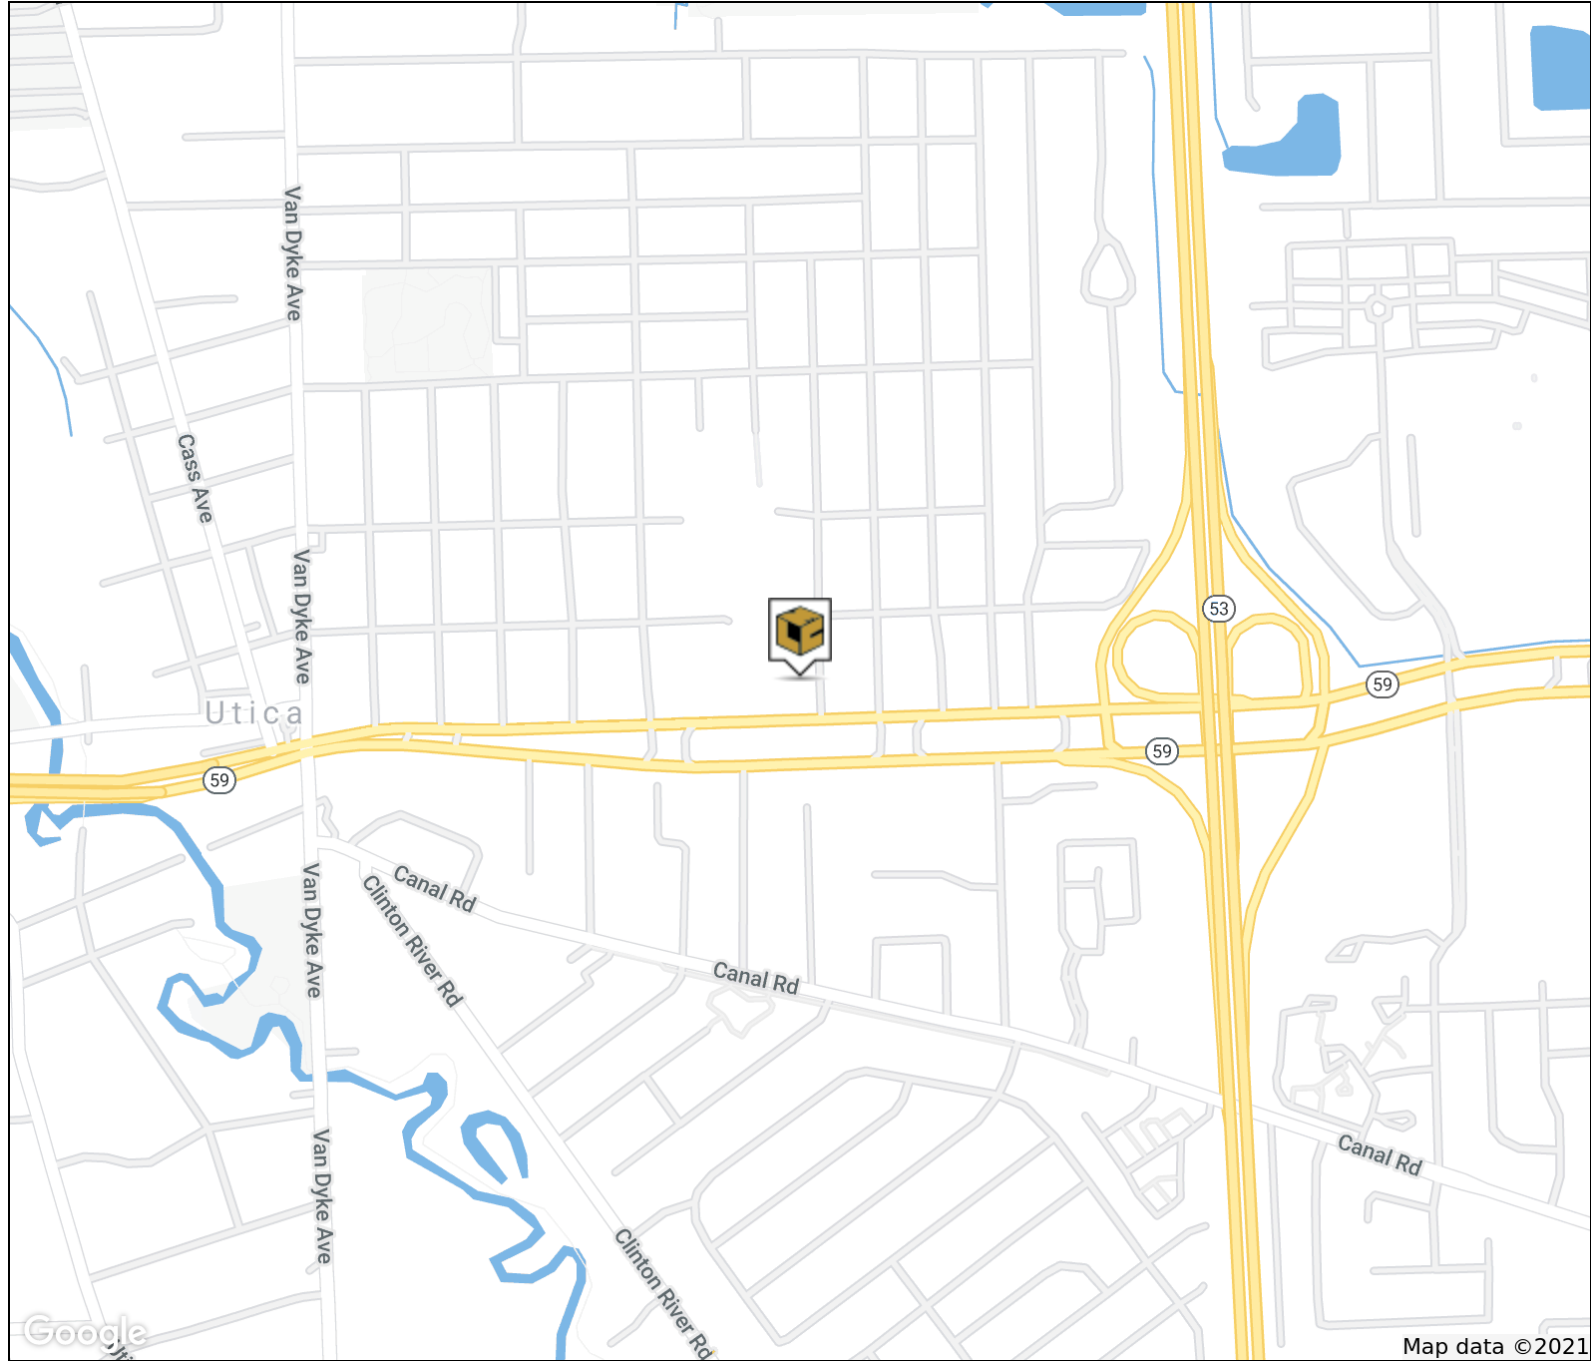 Van Dyke Ave
Cass Ave
Van Dyke Ave
53
59
Utica
59
59
Van Dyke Ave
Canal Rd
Clinton River Rd
Canal Rd
Van Dyke Ave
Canal Rd
Clinton River Rd
Google
Map data ©2021